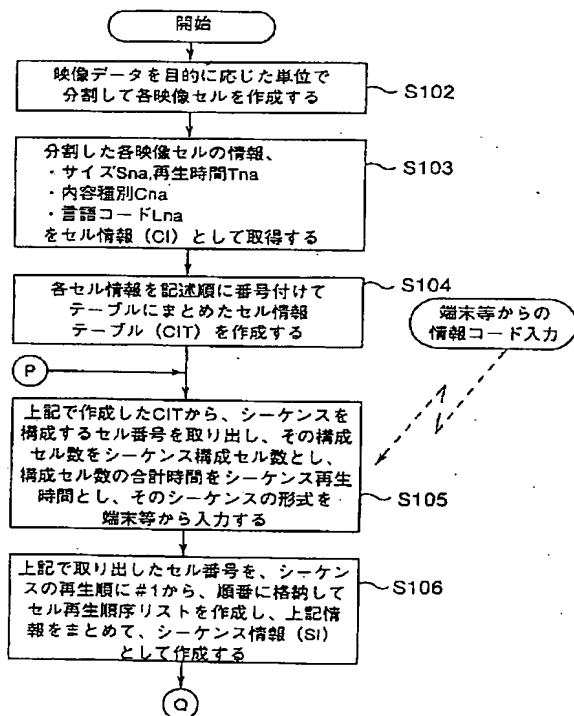 開始
映像データを目的に応じた単位で
分割して各映像セルを作成する
S102
分割した各映像セルの情報、
・サイズSna,再生時間Tna
・内容種別Cna
・言語コードLna
をセル情報（CI）として取得する
S103
各セル情報を記述順に番号付けて
テーブルにまとめたセル情報
テーブル（CIT）を作成する
S104
端末等からの
情報コード入力
P
上記で作成したCITから、シーケンスを
構成するセル番号を取り出し、その構成
セル数をシーケンス構成セル数とし、
構成セル数の合計時間をシーケンス再生
時間とし、そのシーケンスの形式を
端末等から入力する
S105
上記で取り出したセル番号を、シーケン
スの再生順に#1から、順番に格納して
セル再生順序リストを作成し、上記情
報をまとめて、シーケンス情報（SI）
として作成する
S106
Q